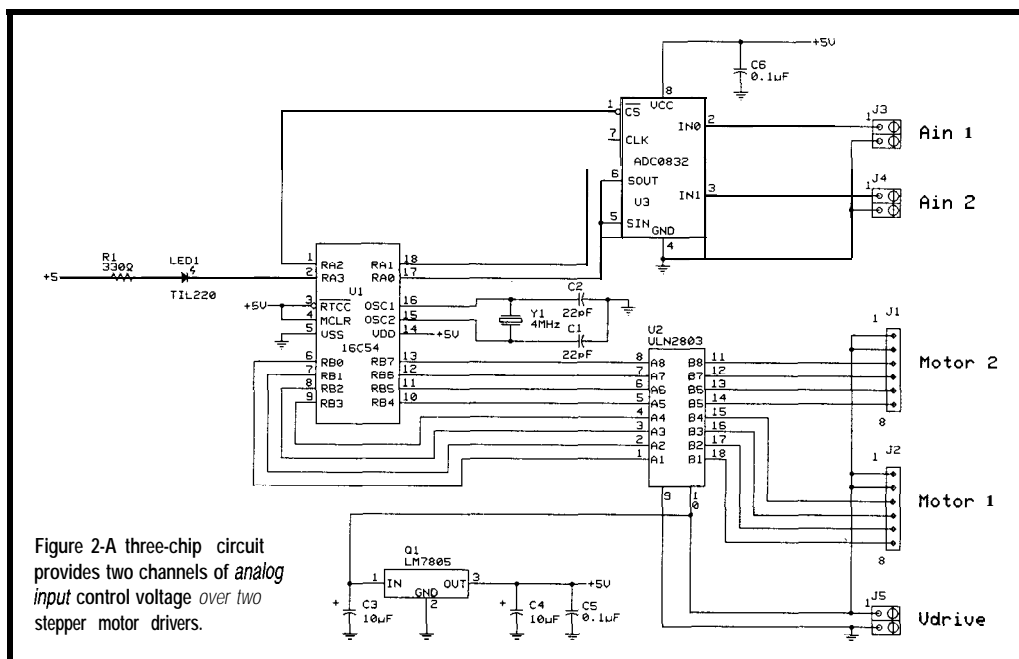 +5V
C6
0.1µF
8
VCC
1
CS
7
CLK
IN0
2
ADC0832
6
SOUT
U3
IN1
3
5
SIN
GND
4
J3
1
Ain 1
J4
1
Ain 2
R1
330Ω
LED1
+5
TIL220
1
RA2
RA1
18
2
RA3
RA0
17
U1
+5V
3
RTCC
OSC1
16
4
MCLR
OSC2
15
5
VSS
VDD
14
+5V
16C54
6
RB0
RB7
13
7
RB1
RB6
12
8
RB2
RB5
11
9
RB3
RB4
10
C2
22pF
Y1
4MHz
C1
22pF
U2
ULN2803
8
A8
B8
11
7
A7
B7
12
6
A6
B6
13
5
A5
B5
14
4
A4
B4
15
3
A3
B3
16
2
A2
B2
17
1
A1
B1
18
9
10
J1
1
Motor 2
8
J2
1
Motor 1
8
J5
1
Vdrive
Q1
LM7805
1
IN
OUT
3
GND
2
+5V
+
C3
10µF
+
C4
10µF
C5
0.1µF
Figure 2-A three-chip circuit
provides two channels of analog
input control voltage over two
stepper motor drivers.